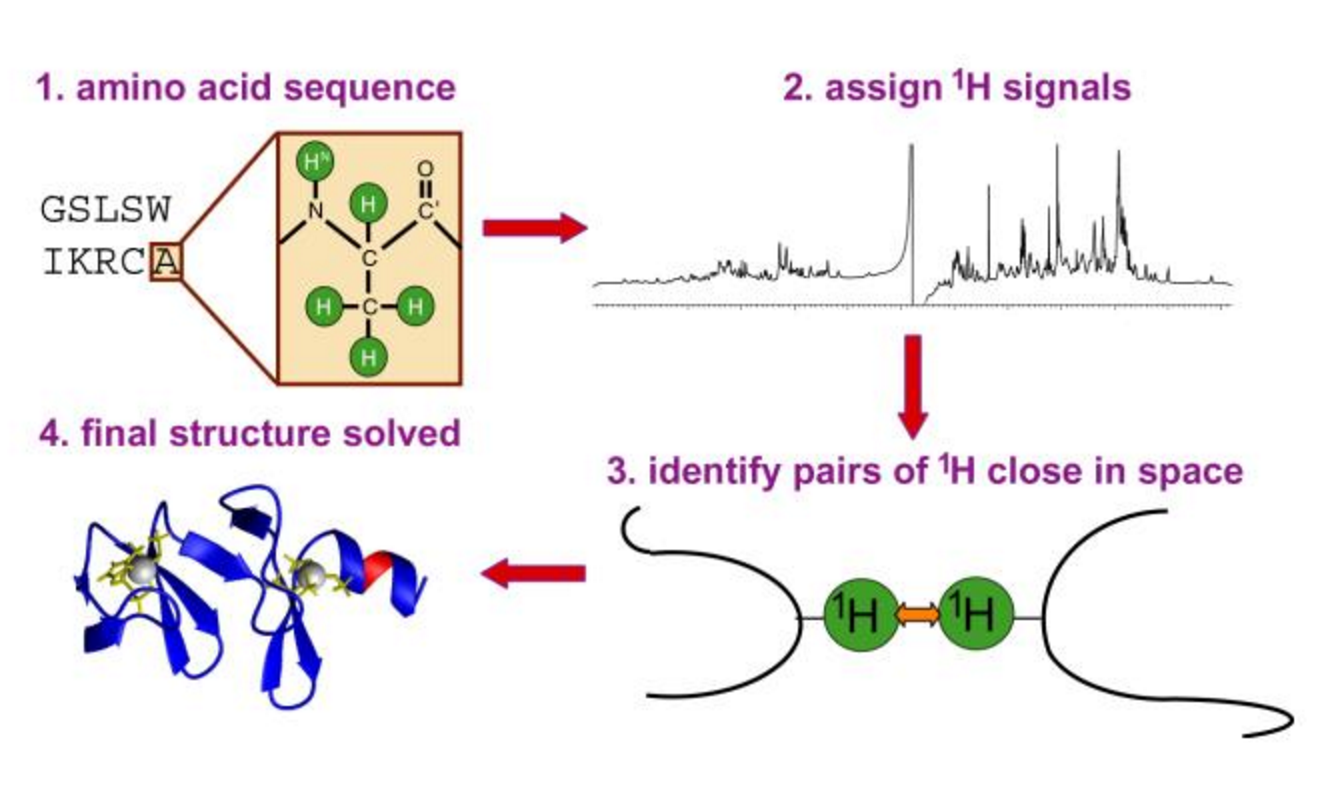 1. amino acid sequence
GSLSW
IKRCA
Hᴺ
O
N
H
C'
C
H
C
H
H
2. assign ¹H signals
3. identify pairs of ¹H close in space
¹H
¹H
4. final structure solved